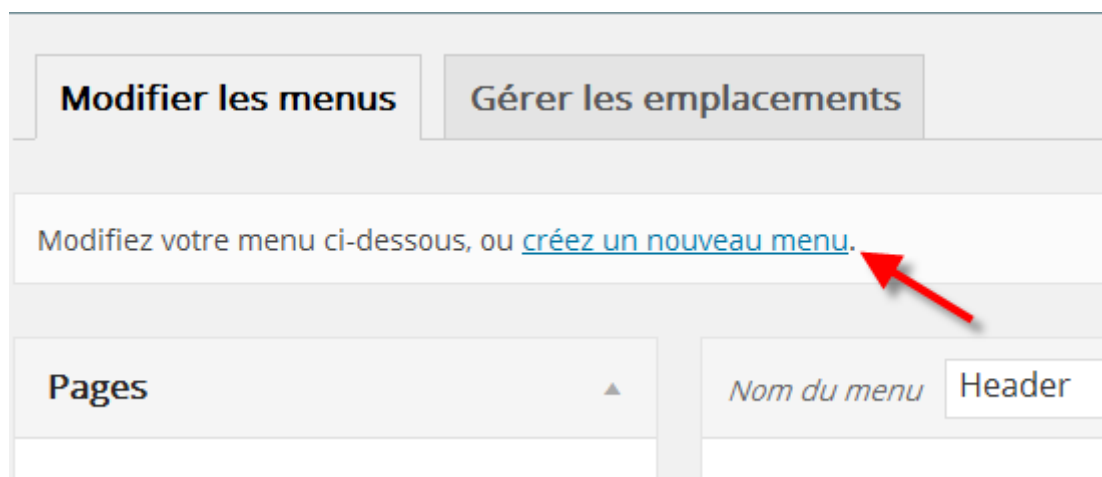 Modifier les menus Gérer les emplacements
Modifiez votre menu ci-dessous, ou créez un nouveau menu.
Pages Nom du menu Header